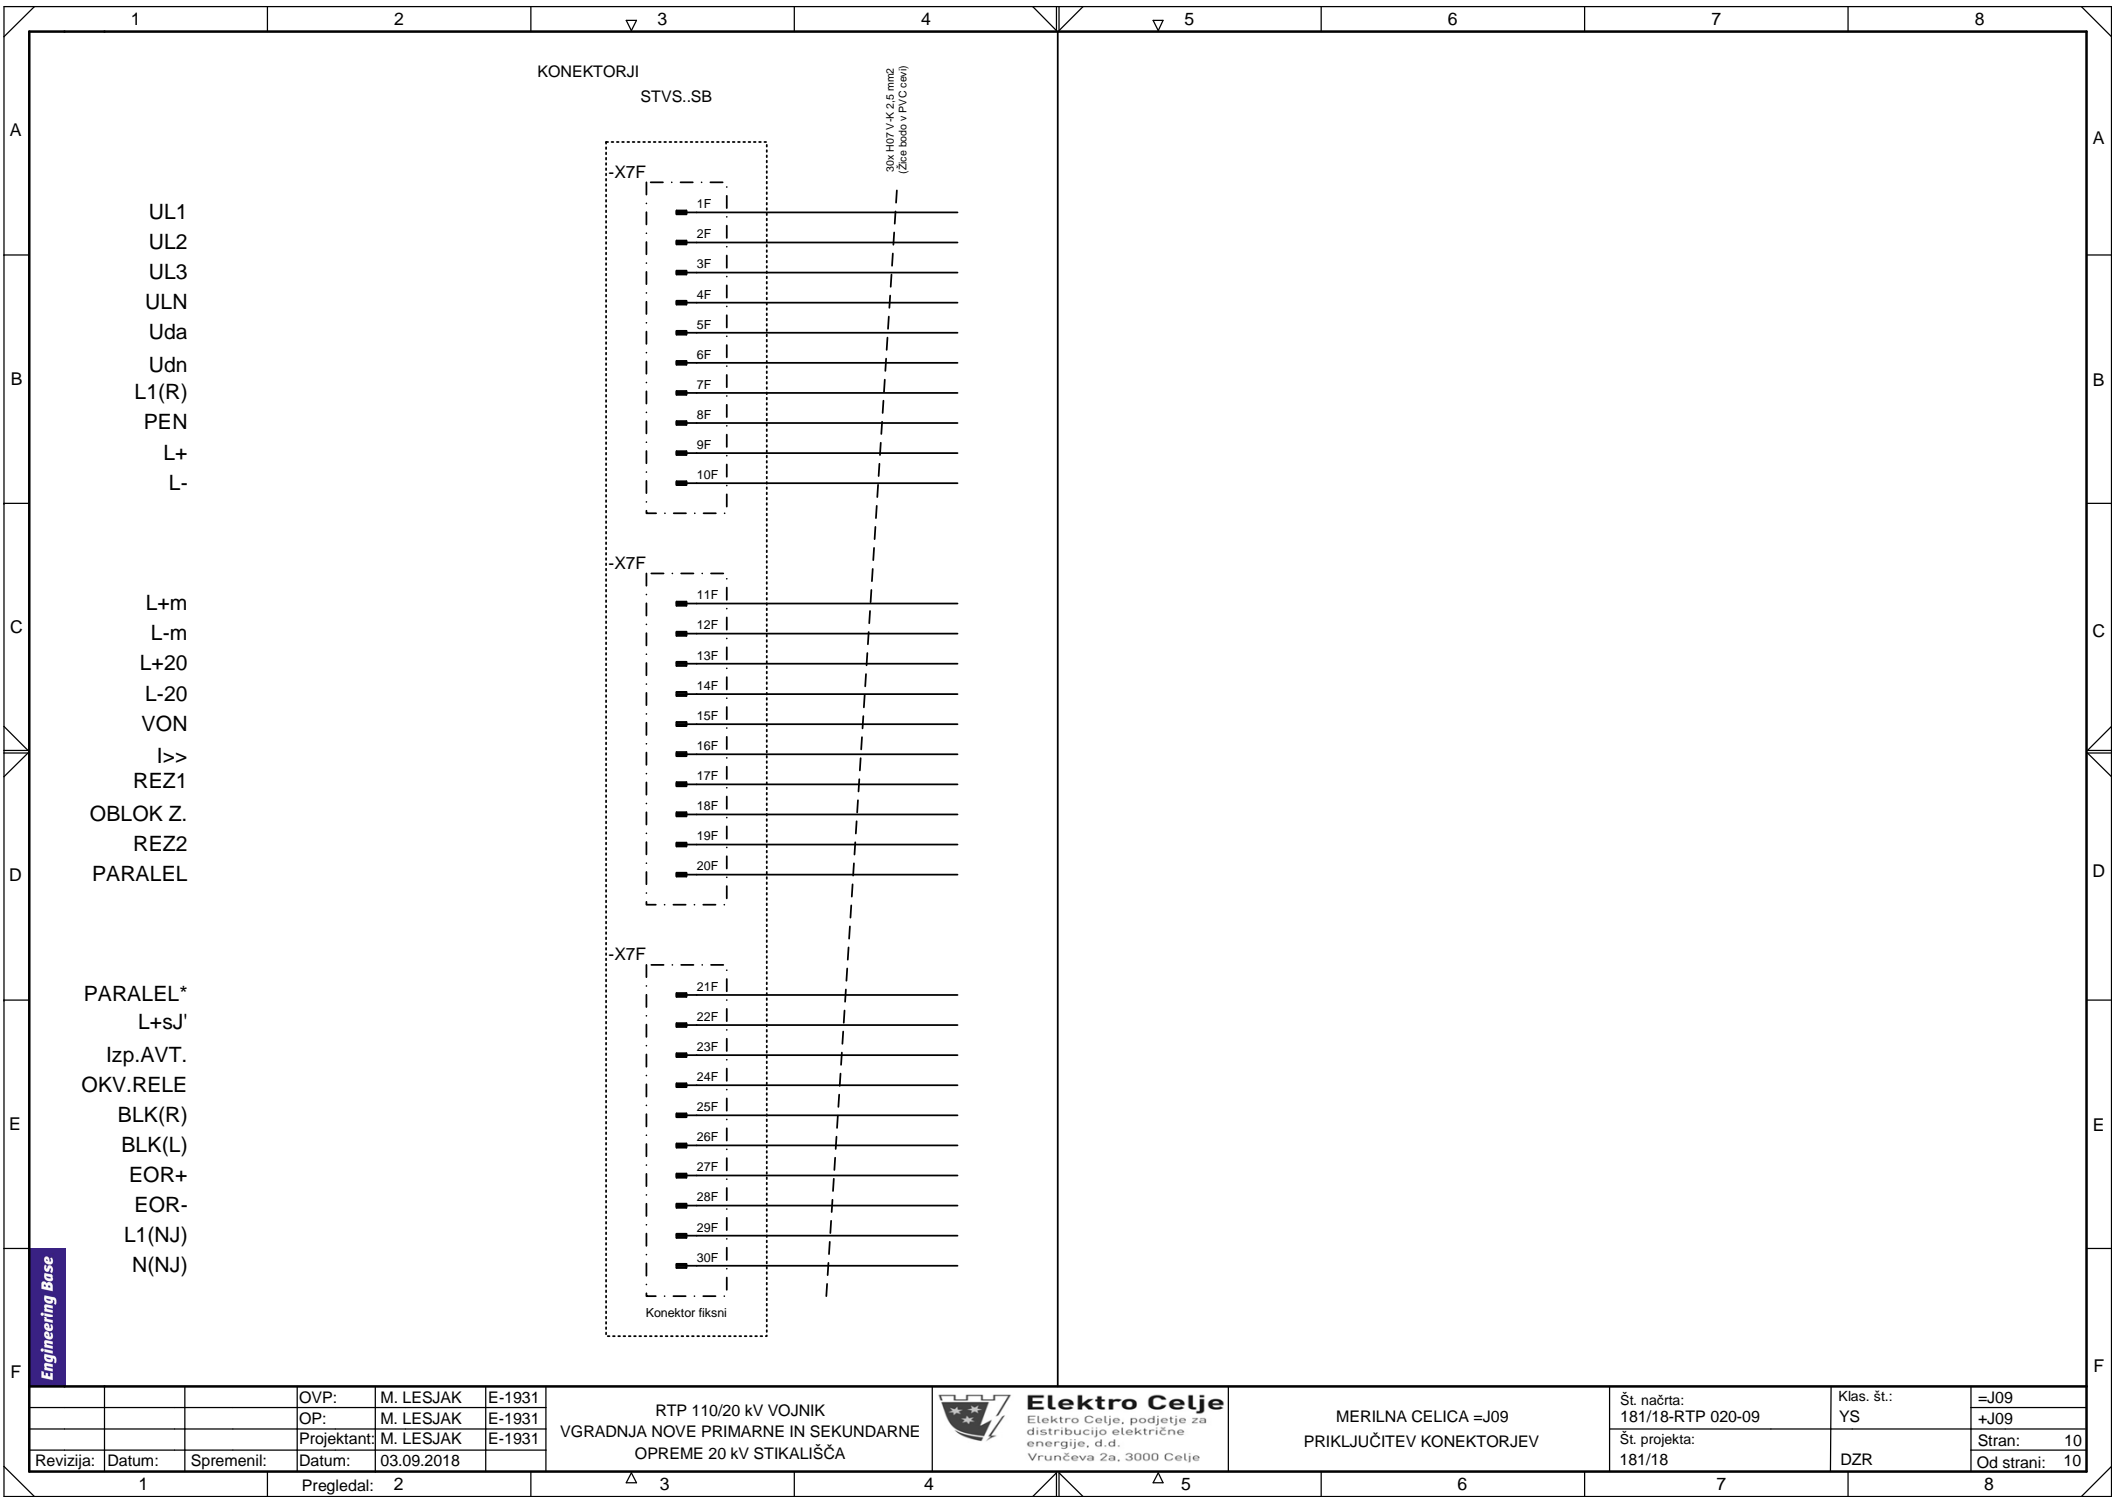 1 2 3 4 5 6 7 8
KONEKTORJI
STVS..SB
30x H07 V-K 2,5 mm2
(Žice bodo v PVC cevi)
A A
-X7F
UL1 1F
UL2 2F
UL3 3F
ULN 4F
Uda 5F
Udn 6F
B B
L1(R) 7F
PEN 8F
L+ 9F
L- 10F
-X7F
L+m 11F
C C
L-m 12F
L+20 13F
L-20 14F
VON 15F
I>> 16F
REZ1 17F
OBLOK Z. 18F
REZ2 19F
D D
PARALEL 20F
-X7F
PARALEL* 21F
L+sJ' 22F
Izp.AVT. 23F
OKV.RELE 24F
BLK(R) 25F
E E
BLK(L) 26F
EOR+ 27F
EOR- 28F
L1(NJ) 29F
N(NJ) 30F
Konektor fiksni
Engineering Base
F F
OVP: M. LESJAK E-1931
OP: M. LESJAK E-1931
Projektant: M. LESJAK E-1931
Revizija: Datum: Spremenil: Datum: 03.09.2018
Pregledal:
RTP 110/20 kV VOJNIK
VGRADNJA NOVE PRIMARNE IN SEKUNDARNE
OPREME 20 kV STIKALIŠČA
Elektro Celje
Elektro Celje, podjetje za
distribucijo električne
energije, d.d.
Vrunčeva 2a, 3000 Celje
MERILNA CELICA =J09
PRIKLJUČITEV KONEKTORJEV
Št. načrta:
181/18-RTP 020-09
Št. projekta:
181/18
Klas. št.:
YS
DZR
=J09
+J09
Stran: 10
Od strani: 10
1 2 3 4 5 6 7 8